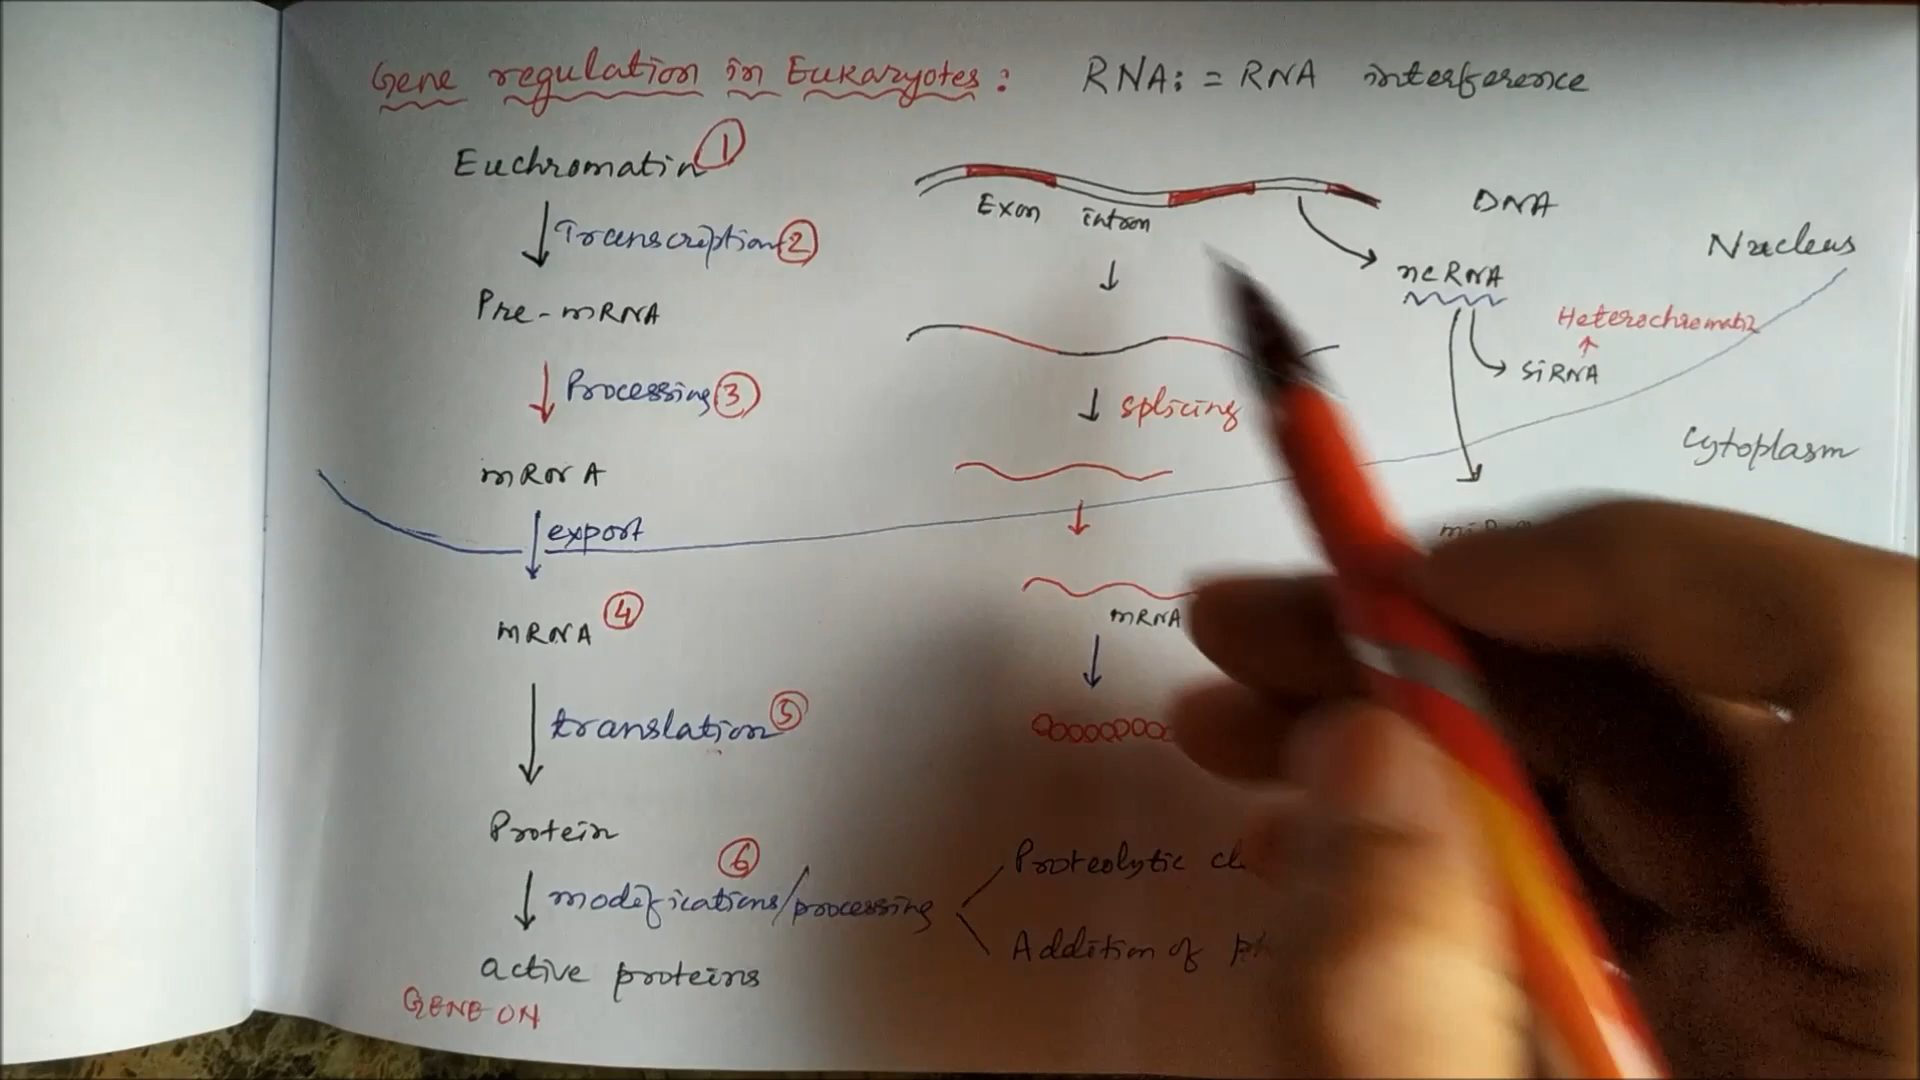 Gene regulation in Eukaryotes: RNAi = RNA interference
Euchromatin 1
Transcription 2
Pre-mRNA
Processing 3
mRNA
export
mRNA 4
translation 5
Protein
6
modifications/processing
active proteins
GENE ON
Exon intron
DNA
Nucleus
ncRNA
Heterochromatin
siRNA
splicing
Cytoplasm
mRNA
Proteolytic
Addition of